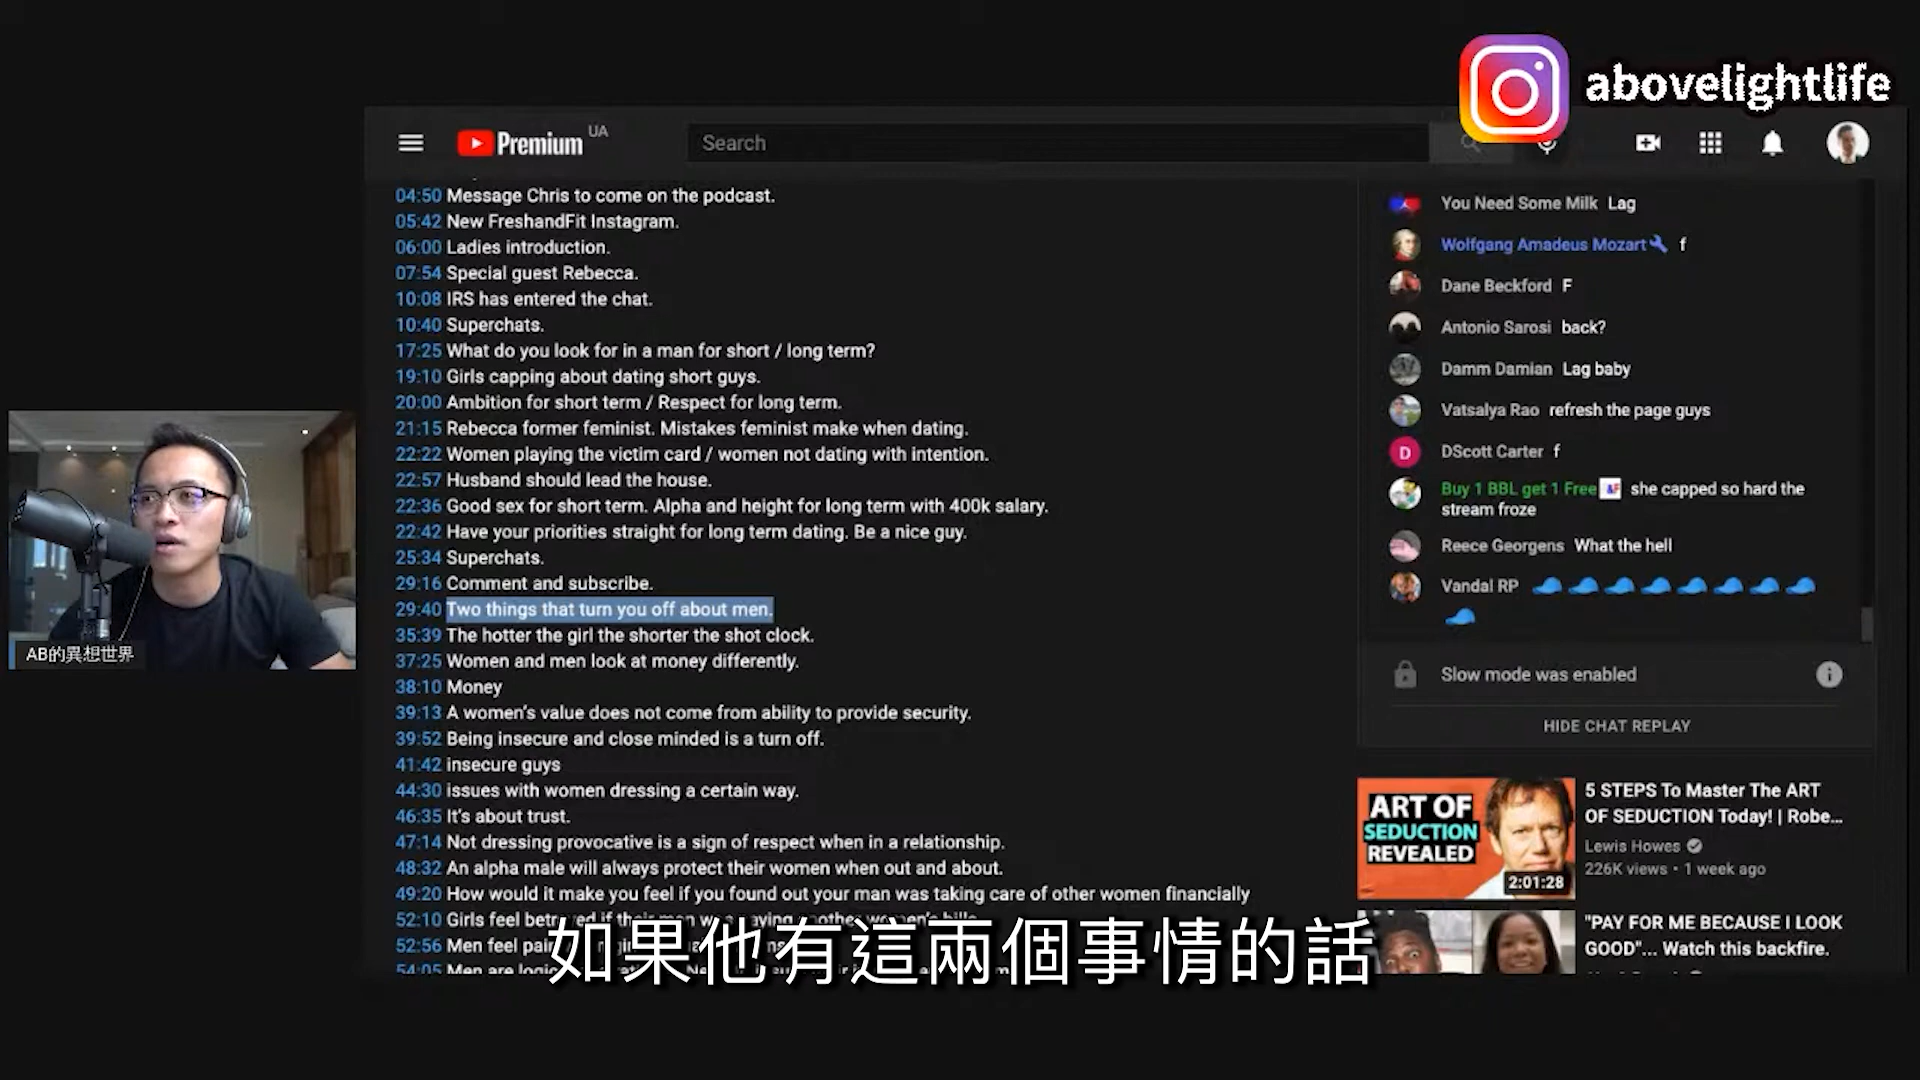 abovelightlife
Premium UA
Search
04:50 Message Chris to come on the podcast.
05:42 New FreshandFit Instagram.
06:00 Ladies introduction.
07:54 Special guest Rebecca.
10:08 IRS has entered the chat.
10:40 Superchats.
17:25 What do you look for in a man for short / long term?
19:10 Girls capping about dating short guys.
20:00 Ambition for short term / Respect for long term.
21:15 Rebecca former feminist. Mistakes feminist make when dating.
22:22 Women playing the victim card / women not dating with intention.
22:57 Husband should lead the house.
22:36 Good sex for short term. Alpha and height for long term with 400k salary.
22:42 Have your priorities straight for long term dating. Be a nice guy.
25:34 Superchats.
29:16 Comment and subscribe.
29:40 Two things that turn you off about men.
35:39 The hotter the girl the shorter the shot clock.
37:25 Women and men look at money differently.
38:10 Money
39:13 A women's value does not come from ability to provide security.
39:52 Being insecure and close minded is a turn off.
41:42 insecure guys
44:30 issues with women dressing a certain way.
46:35 It's about trust.
47:14 Not dressing provocative is a sign of respect when in a relationship.
48:32 An alpha male will always protect their women when out and about.
49:20 How would it make you feel if you found out your man was taking care of other women financially
52:10 Girls feel betrayed if their man was paying another women's bills
52:56 Men feel
54:05 Men are
如果他有這兩個事情的話
AB的異想世界
You Need Some Milk Lag
Wolfgang Amadeus Mozart f
Dane Beckford F
Antonio Sarosi back?
Damm Damian Lag baby
Vatsalya Rao refresh the page guys
D DScott Carter f
Buy 1 BBL get 1 Free she capped so hard the
stream froze
Reece Georgens What the hell
Vandal RP
Slow mode was enabled
HIDE CHAT REPLAY
ART OF
SEDUCTION
REVEALED
2:01:28
5 STEPS To Master The ART
OF SEDUCTION Today! | Robe...
Lewis Howes
226K views • 1 week ago
"PAY FOR ME BECAUSE I LOOK
GOOD"... Watch this backfire.